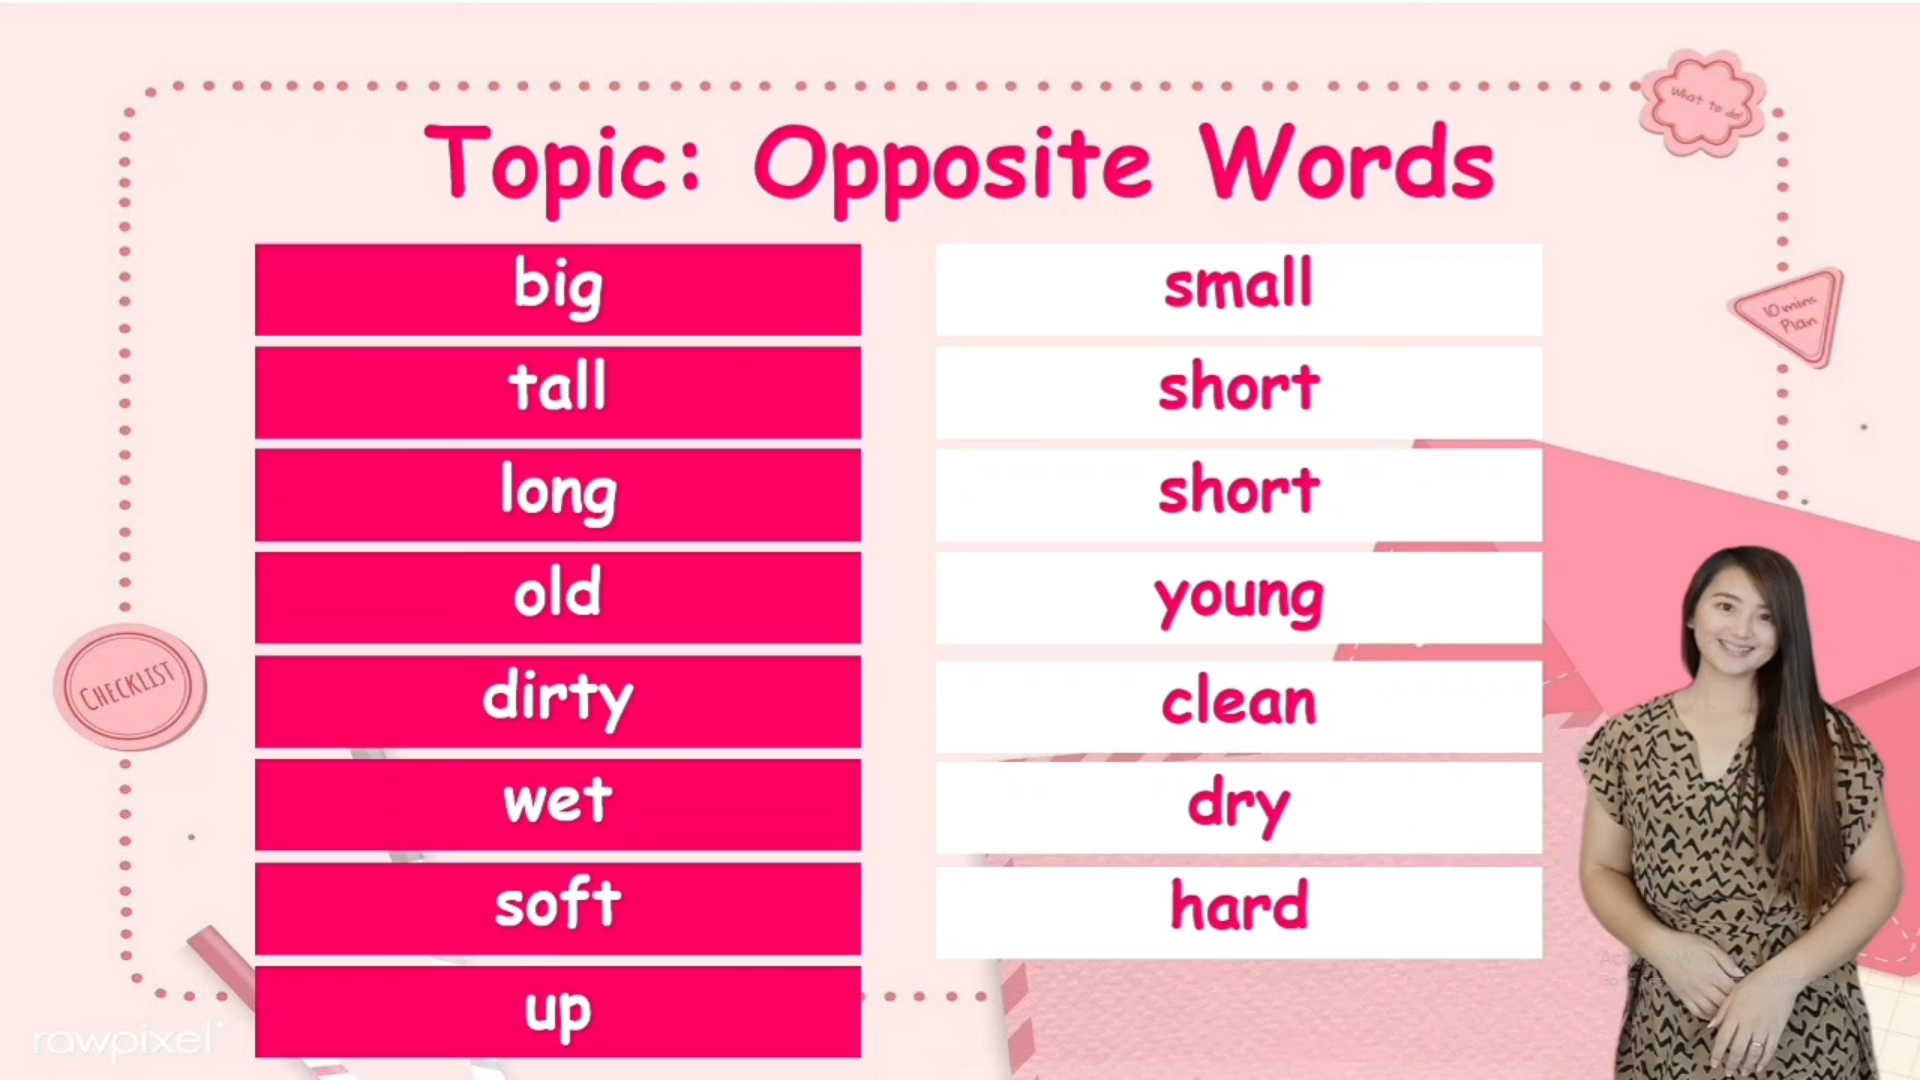 What to do!
Topic: Opposite Words
big small
tall short
10 mins
Plan
long short
old young
dirty clean
CHECKLIST
wet dry
soft hard
up
rawpixel